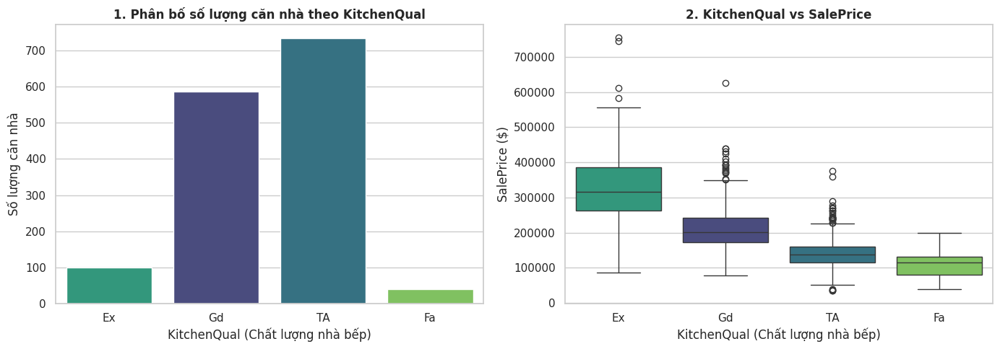 1. Phân bố số lượng căn nhà theo KitchenQual
Số lượng căn nhà
700
600
500
400
300
200
100
0
Ex Gd TA Fa
KitchenQual (Chất lượng nhà bếp)
2. KitchenQual vs SalePrice
SalePrice ($)
700000
600000
500000
400000
300000
200000
100000
0
Ex Gd TA Fa
KitchenQual (Chất lượng nhà bếp)